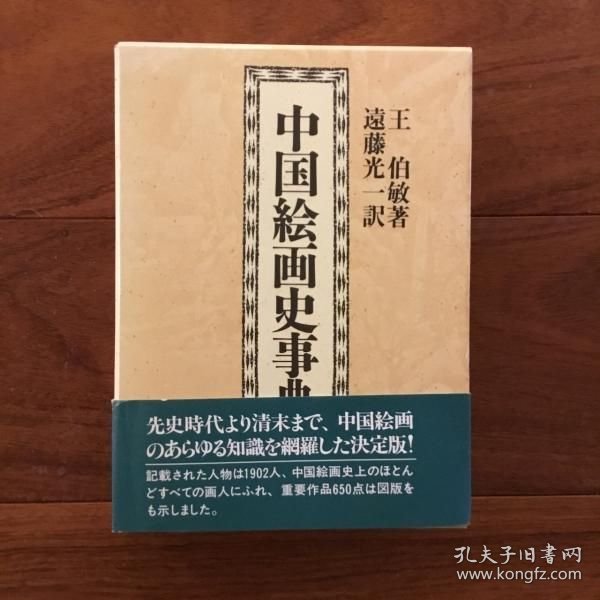 王 伯敏著
遠藤光一訳
中国絵画史事典
先史時代より清末まで、中国絵画
のあらゆる知識を網羅した決定版!
記載された人物は1902人、中国絵画史上のほとん
どすべての画人にふれ、重要作品650点は図版を
も示しました。
孔夫子旧书网
www.kongfz.com